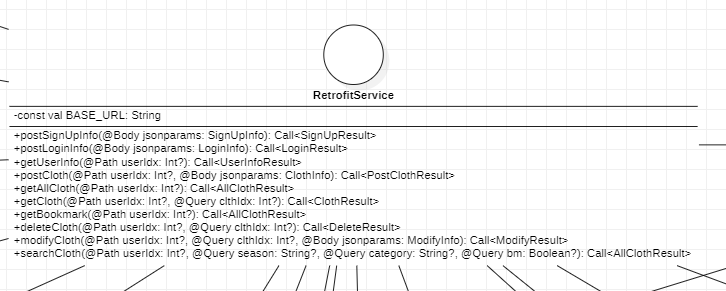 RetrofitService
-const val BASE_URL: String
+postSignUpInfo(@Body jsonparams: SignUpInfo): Call<SignUpResult>
+postLoginInfo(@Body jsonparams: LoginInfo): Call<LoginResult>
+getUserInfo(@Path userIdx: Int?): Call<UserInfoResult>
+postCloth(@Path userIdx: Int?, @Body jsonparams: ClothInfo): Call<PostClothResult>
+getAllCloth(@Path userIdx: Int?): Call<AllClothResult>
+getCloth(@Path userIdx: Int?, @Query clthIdx: Int?): Call<ClothResult>
+getBookmark(@Path userIdx: Int?): Call<AllClothResult>
+deleteCloth(@Path userIdx: Int?, @Query clthIdx: Int?): Call<DeleteResult>
+modifyCloth(@Path userIdx: Int?, @Query clthIdx: Int?, @Body jsonparams: ModifyInfo): Call<ModifyResult>
+searchCloth(@Path userIdx: Int?, @Query season: String?, @Query category: String?, @Query bm: Boolean?): Call<AllClothResult>